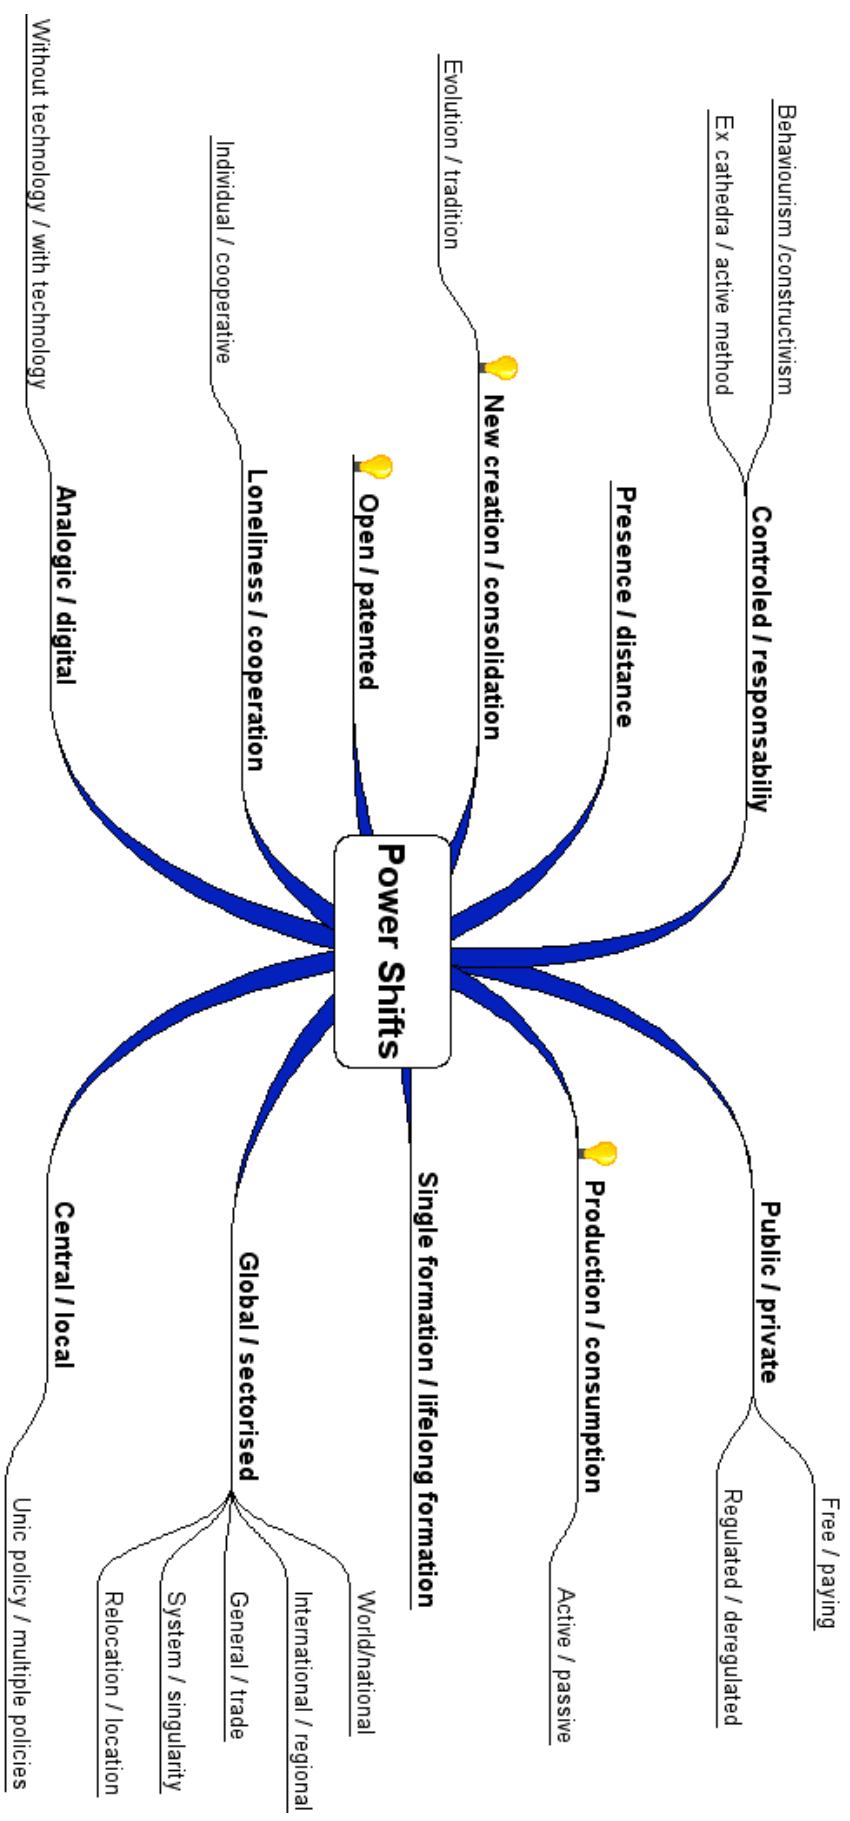 Power Shifts
Controled / responsabiliy
Behaviourism /constructivism
Ex cathedra / active method
Presence / distance
New creation / consolidation
Evolution / tradition
Open / patented
Loneliness / cooperation
Individual / cooperative
Analogic / digital
Without technology / with technology
Public / private
Free / paying
Regulated / deregulated
Production / consumption
Active / passive
Single formation / lifelong formation
Global / sectorised
World/national
International / regional
General / trade
System / singularity
Relocation / location
Central / local
Unic policy / multiple policies